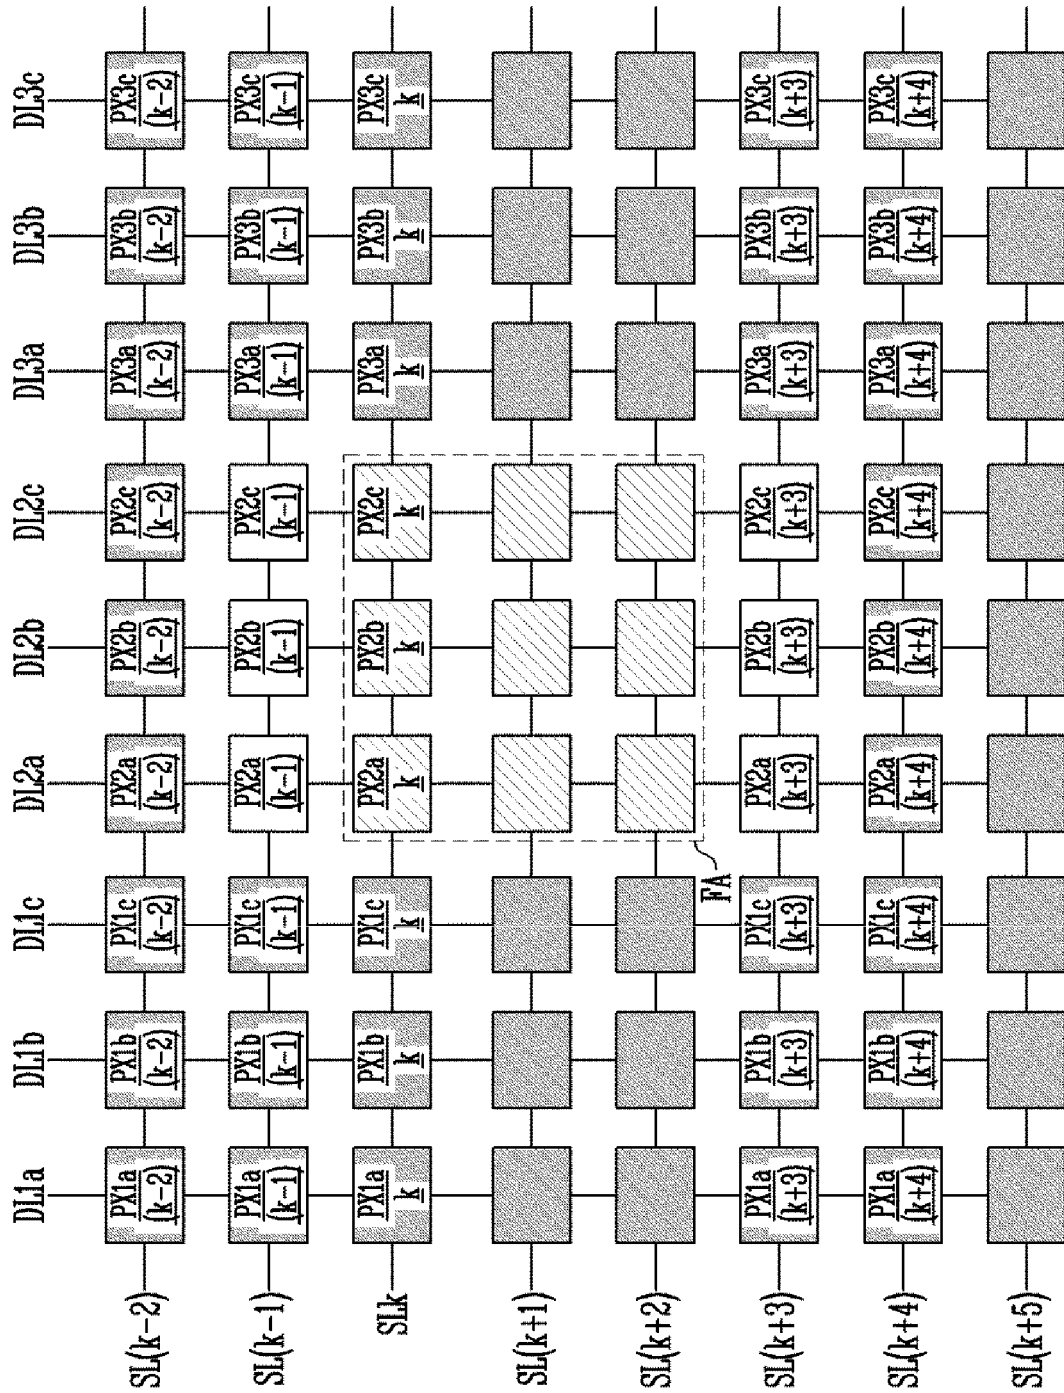 DL1a DL1b DL1c DL2a DL2b DL2c DL3a DL3b DL3c
PX1a PX1b PX1c PX2a PX2b PX2c PX3a PX3b PX3c
SL(k-2) (k-2) (k-2) (k-2) (k-2) (k-2) (k-2) (k-2) (k-2) (k-2)
PX1a PX1b PX1c PX2a PX2b PX2c PX3a PX3b PX3c
SL(k-1) (k-1) (k-1) (k-1) (k-1) (k-1) (k-1) (k-1) (k-1) (k-1)
PX1a PX1b PX1c PX2a PX2b PX2c PX3a PX3b PX3c
SLk k k k k k k k k k
SL(k+1)
SL(k+2)
FA
PX1a PX1b PX1c PX2a PX2b PX2c PX3a PX3b PX3c
SL(k+3) (k+3) (k+3) (k+3) (k+3) (k+3) (k+3) (k+3) (k+3) (k+3)
PX1a PX1b PX1c PX2a PX2b PX2c PX3a PX3b PX3c
SL(k+4) (k+4) (k+4) (k+4) (k+4) (k+4) (k+4) (k+4) (k+4) (k+4)
SL(k+5)